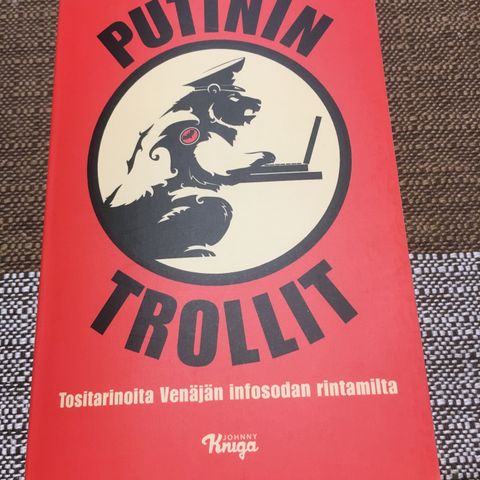 PUTININ
TROLLIT
Tositarinoita Venäjän infosodan rintamilta
JOHNNY
Kniga